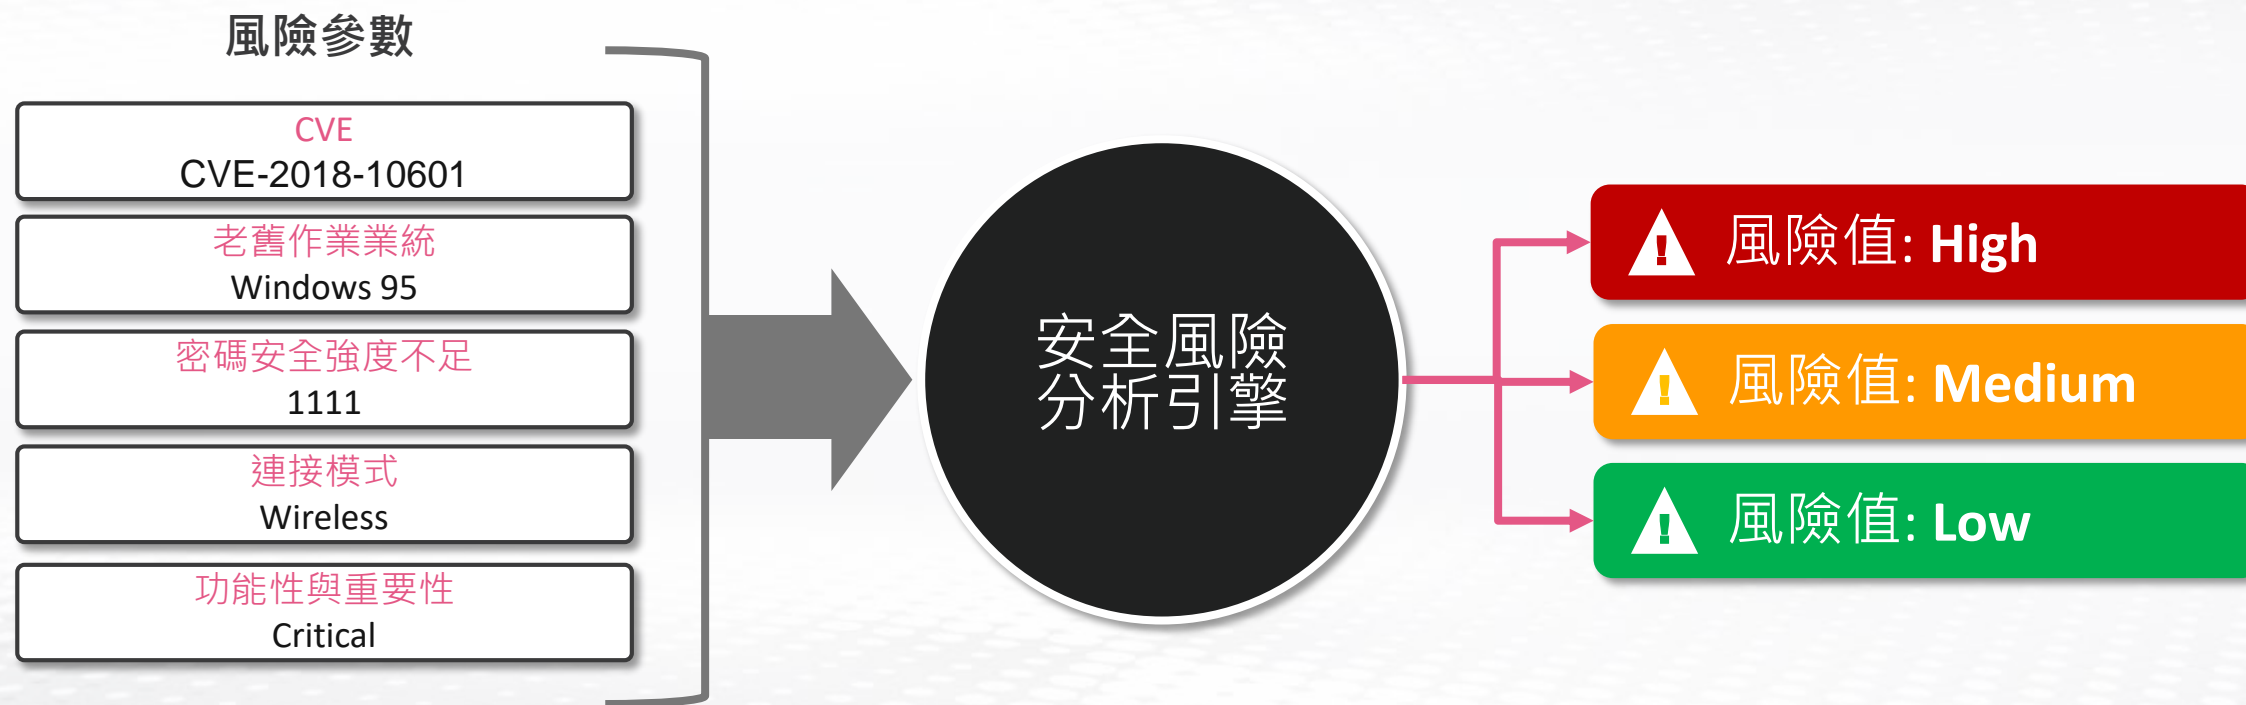 風險參數
CVE
CVE-2018-10601
老舊作業業統
Windows 95
密碼安全強度不足
1111
連接模式
Wireless
功能性與重要性
Critical
安全風險
分析引擎
! 風險值: High
! 風險值: Medium
! 風險值: Low